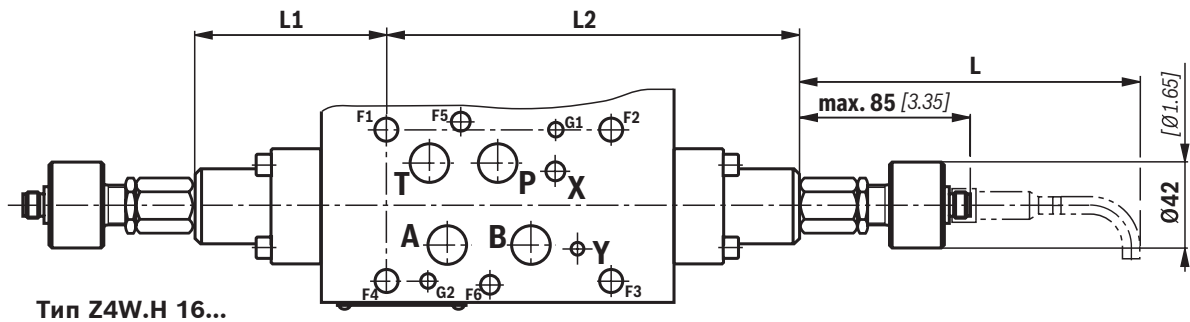 L1 L2
L
max. 85 [3.35]
[Ø1.65]
Ø42
F1 F5 G1 F2
T P X
A B Y
F4 G2 F6 F3
Тип Z4W.H 16...